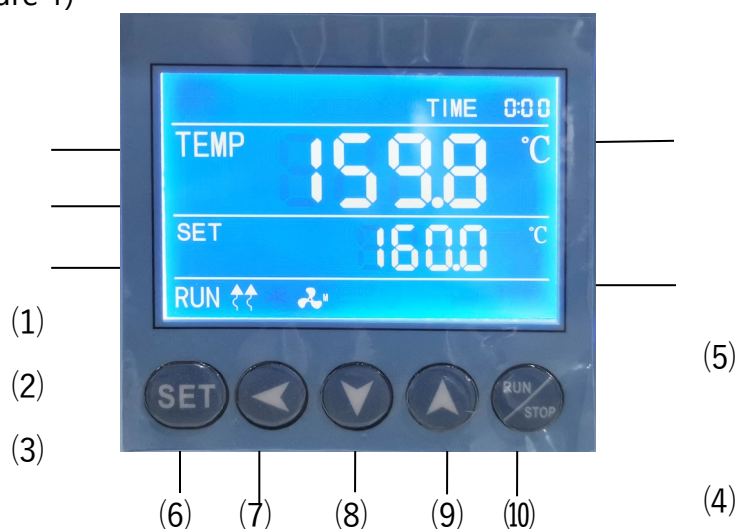 ure 4)
TIME 0:00
TEMP 159.8 ℃
SET 160.0 ℃
RUN M
(1)
(2)
(3)
(5)
(4)
SET RUN STOP
(6) (7) (8) (9) (10)